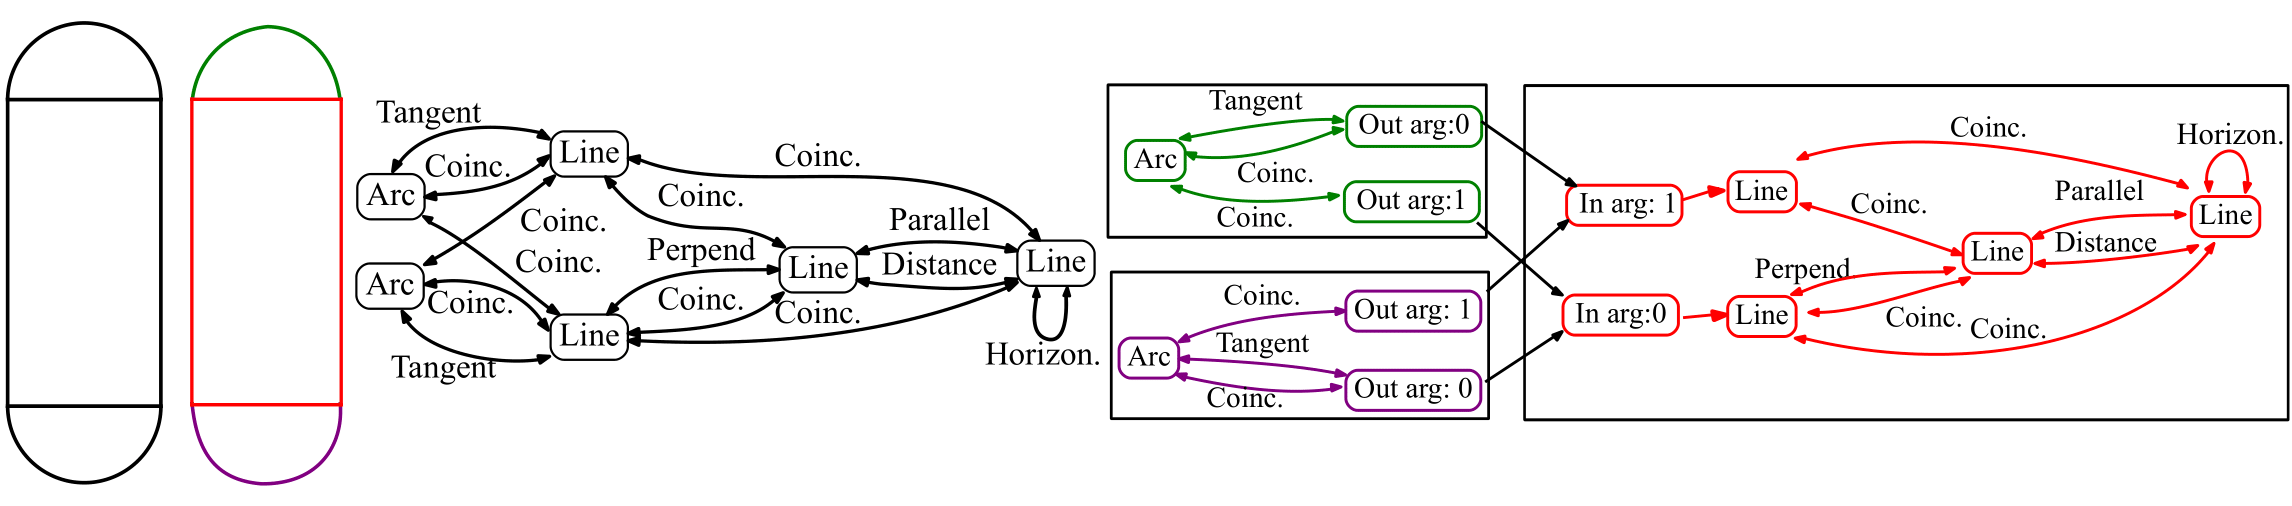 Tangent
Coinc.
Line
Arc
Coinc.
Coinc.
Coinc.
Coinc.
Parallel
Perpend
Line
Distance
Line
Arc
Coinc.
Coinc.
Coinc.
Line
Tangent
Horizon.
Tangent
Out arg:0
Arc
Coinc.
Out arg:1
Coinc.
Coinc.
Out arg: 1
Tangent
Arc
Out arg: 0
Coinc.
Coinc.
Horizon.
In arg: 1
Line
Coinc.
Parallel
Line
Line
Distance
Perpend.
In arg:0
Line
Coinc.
Coinc.